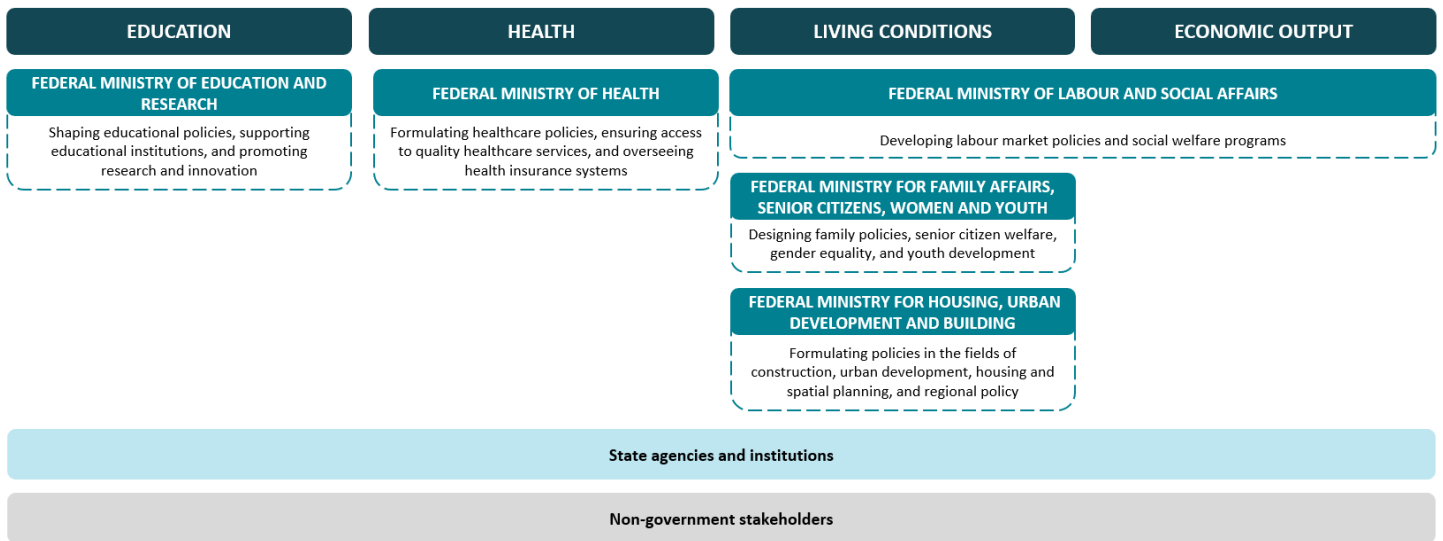 EDUCATION
HEALTH
LIVING CONDITIONS
ECONOMIC OUTPUT
FEDERAL MINISTRY OF EDUCATION AND
RESEARCH
Shaping educational policies, supporting
educational institutions, and promoting
research and innovation
FEDERAL MINISTRY OF HEALTH
Formulating healthcare policies, ensuring access
to quality healthcare services, and overseeing
health insurance systems
FEDERAL MINISTRY OF LABOUR AND SOCIAL AFFAIRS
Developing labour market policies and social welfare programs
FEDERAL MINISTRY FOR FAMILY AFFAIRS,
SENIOR CITIZENS, WOMEN AND YOUTH
Designing family policies, senior citizen welfare,
gender equality, and youth development
FEDERAL MINISTRY FOR HOUSING, URBAN
DEVELOPMENT AND BUILDING
Formulating policies in the fields of
construction, urban development, housing and
spatial planning, and regional policy
State agencies and institutions
Non-government stakeholders